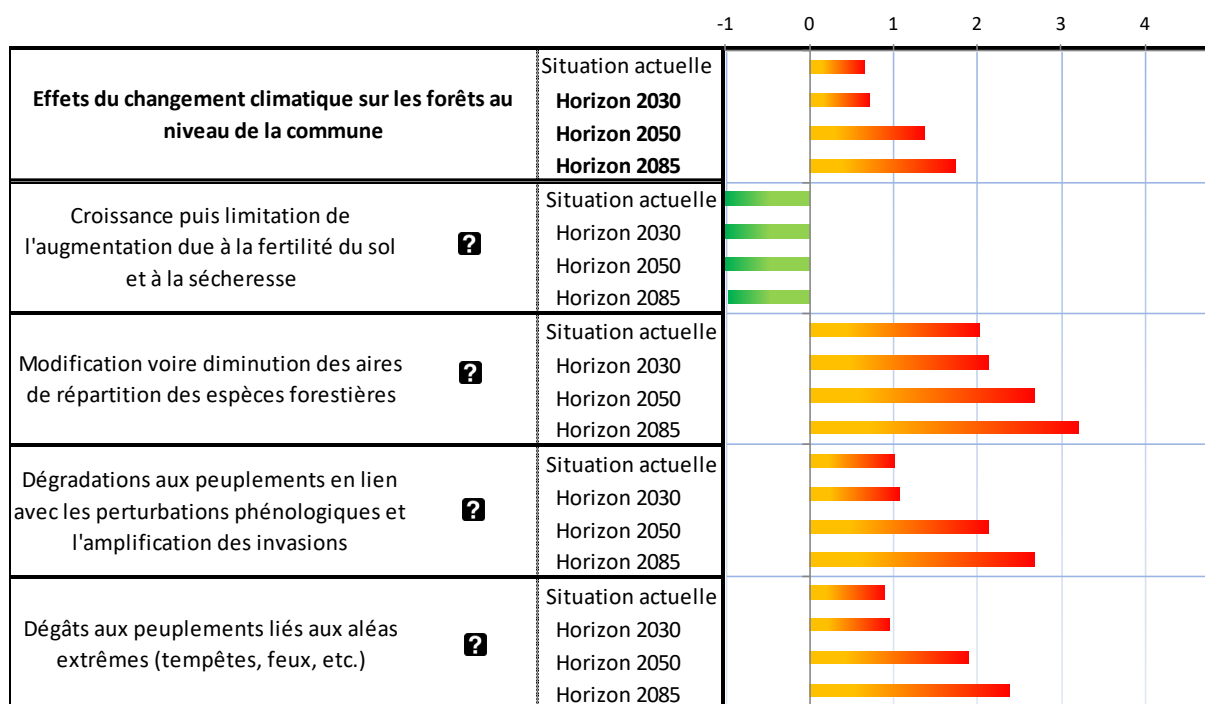 -1 0 1 2 3 4
Effets du changement climatique sur les forêts au
niveau de la commune
Situation actuelle
Horizon 2030
Horizon 2050
Horizon 2085
Croissance puis limitation de
l'augmentation due à la fertilité du sol
et à la sécheresse
?
Situation actuelle
Horizon 2030
Horizon 2050
Horizon 2085
Modification voire diminution des aires
de répartition des espèces forestières
?
Situation actuelle
Horizon 2030
Horizon 2050
Horizon 2085
Dégradations aux peuplements en lien
avec les perturbations phénologiques et
l'amplification des invasions
?
Situation actuelle
Horizon 2030
Horizon 2050
Horizon 2085
Dégâts aux peuplements liés aux aléas
extrêmes (tempêtes, feux, etc.)
?
Situation actuelle
Horizon 2030
Horizon 2050
Horizon 2085